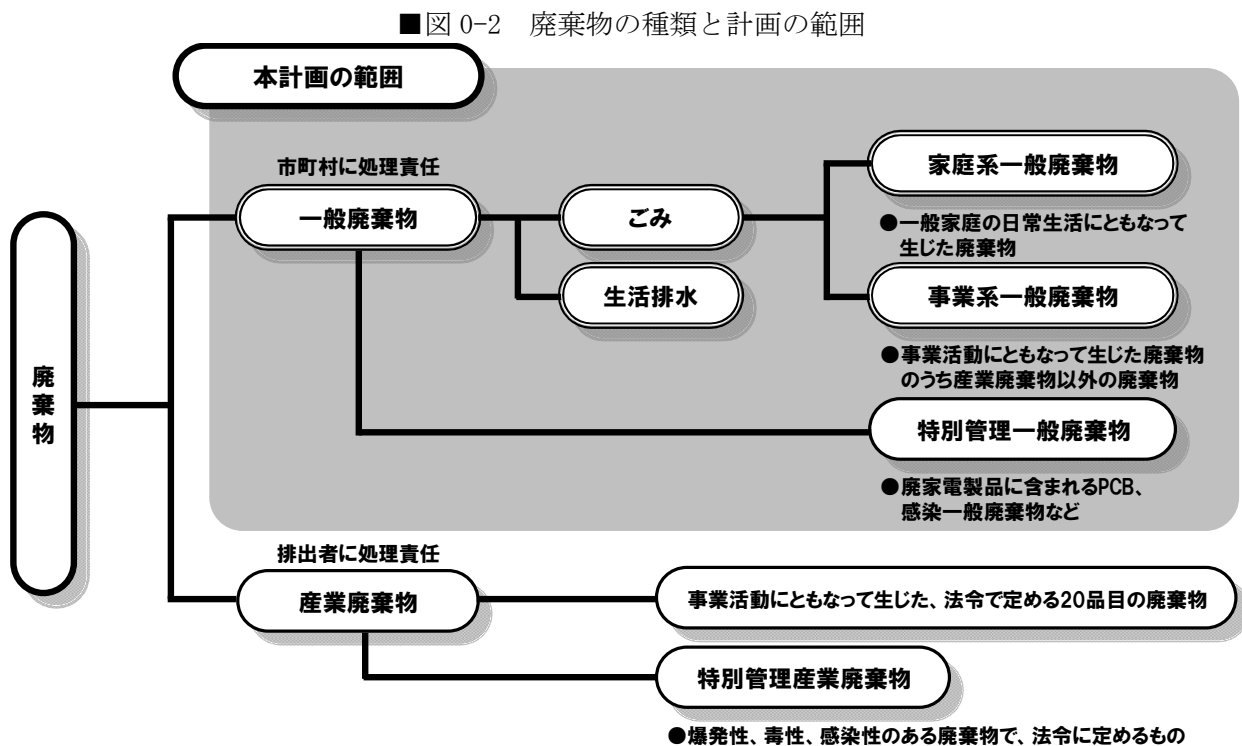 ■図 0-2　廃棄物の種類と計画の範囲
本計画の範囲
市町村に処理責任
一般廃棄物
ごみ
生活排水
家庭系一般廃棄物
●一般家庭の日常生活にともなって
生じた廃棄物
事業系一般廃棄物
●事業活動にともなって生じた廃棄物
のうち産業廃棄物以外の廃棄物
特別管理一般廃棄物
●廃家電製品に含まれるPCB、
感染一般廃棄物など
廃棄物
排出者に処理責任
産業廃棄物
事業活動にともなって生じた、法令で定める20品目の廃棄物
特別管理産業廃棄物
●爆発性、毒性、感染性のある廃棄物で、法令に定めるもの